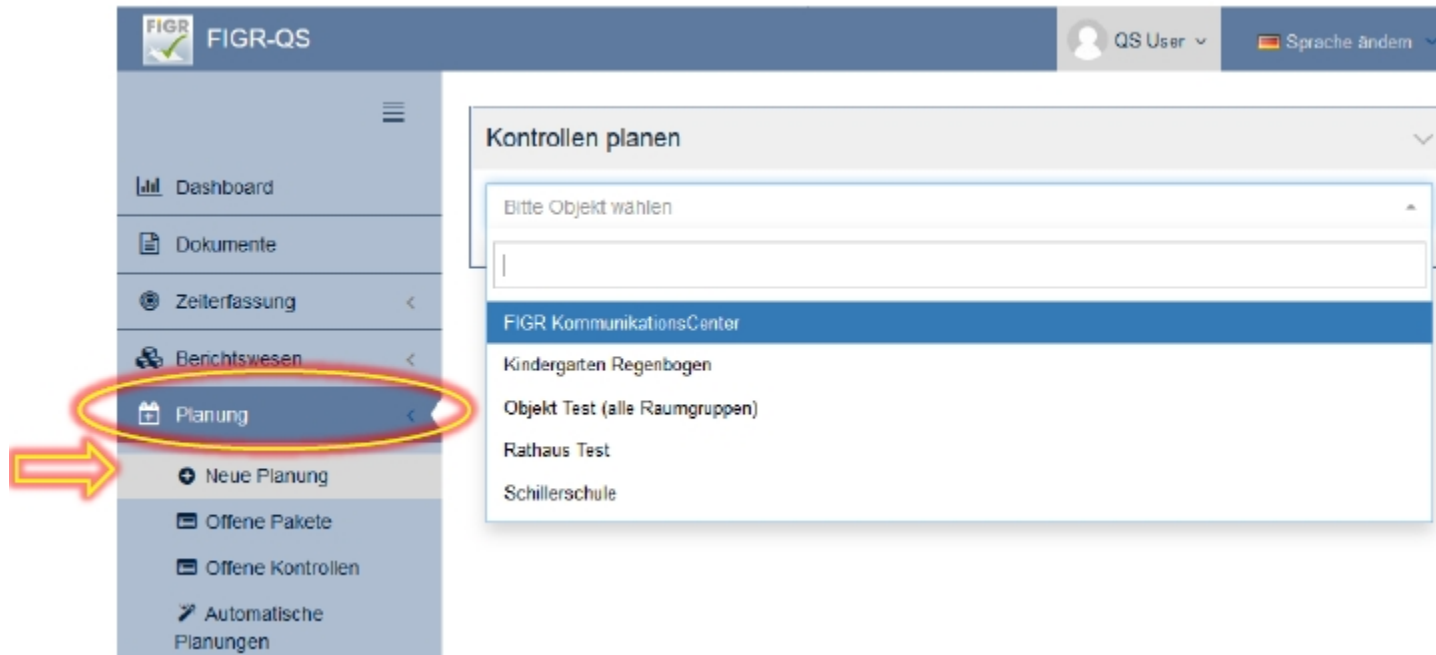 FIGR
FIGR-QS
QS User
Sprache ändern
Kontrollen planen
Dashboard
Bitte Objekt wählen
Dokumente
Zeiterfassung
FIGR KommunikationsCenter
Berichtswesen
Kindergarten Regenbogen
Planung
Objekt Test (alle Raumgruppen)
Rathaus Test
Neue Planung
Schillerschule
Offene Pakete
Offene Kontrollen
Automatische
Planungen